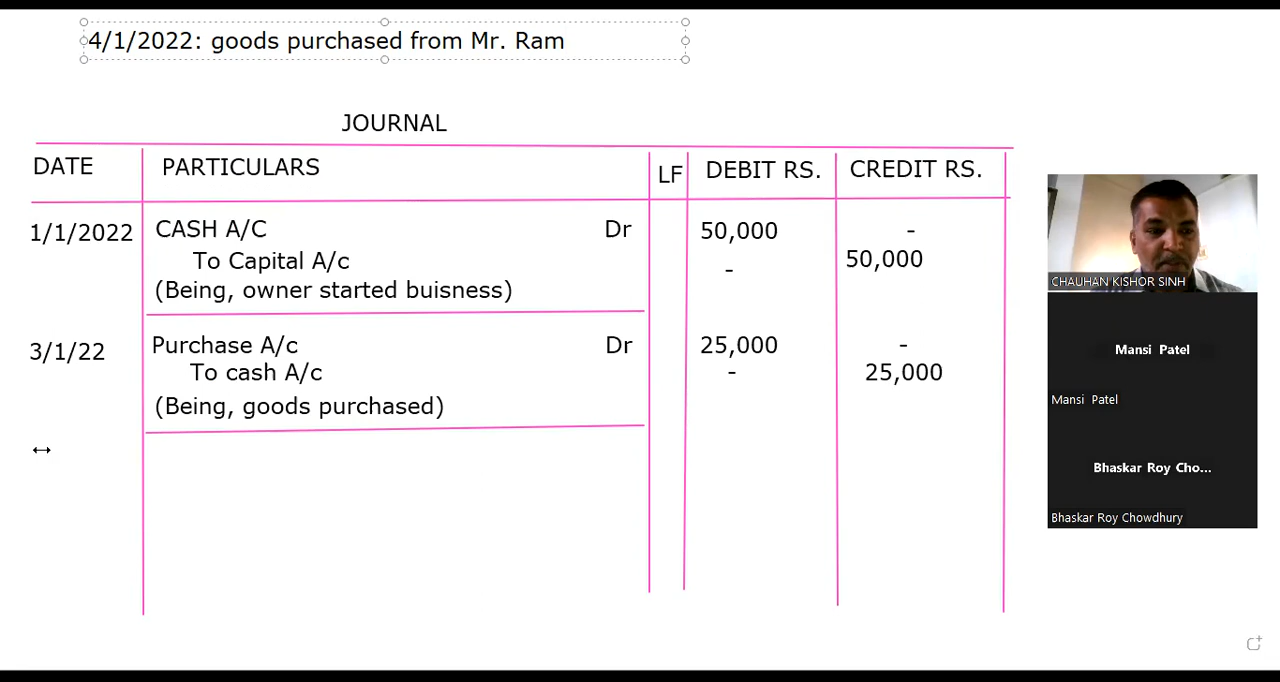 4/1/2022: goods purchased from Mr. Ram
JOURNAL
DATE PARTICULARS LF DEBIT RS. CREDIT RS.
1/1/2022 CASH A/C Dr 50,000 -
To Capital A/c - 50,000
(Being, owner started buisness)
3/1/22 Purchase A/c Dr 25,000 -
To cash A/c - 25,000
(Being, goods purchased)
CHAUHAN KISHOR SINH
Mansi Patel
Mansi Patel
Bhaskar Roy Cho...
Bhaskar Roy Chowdhury